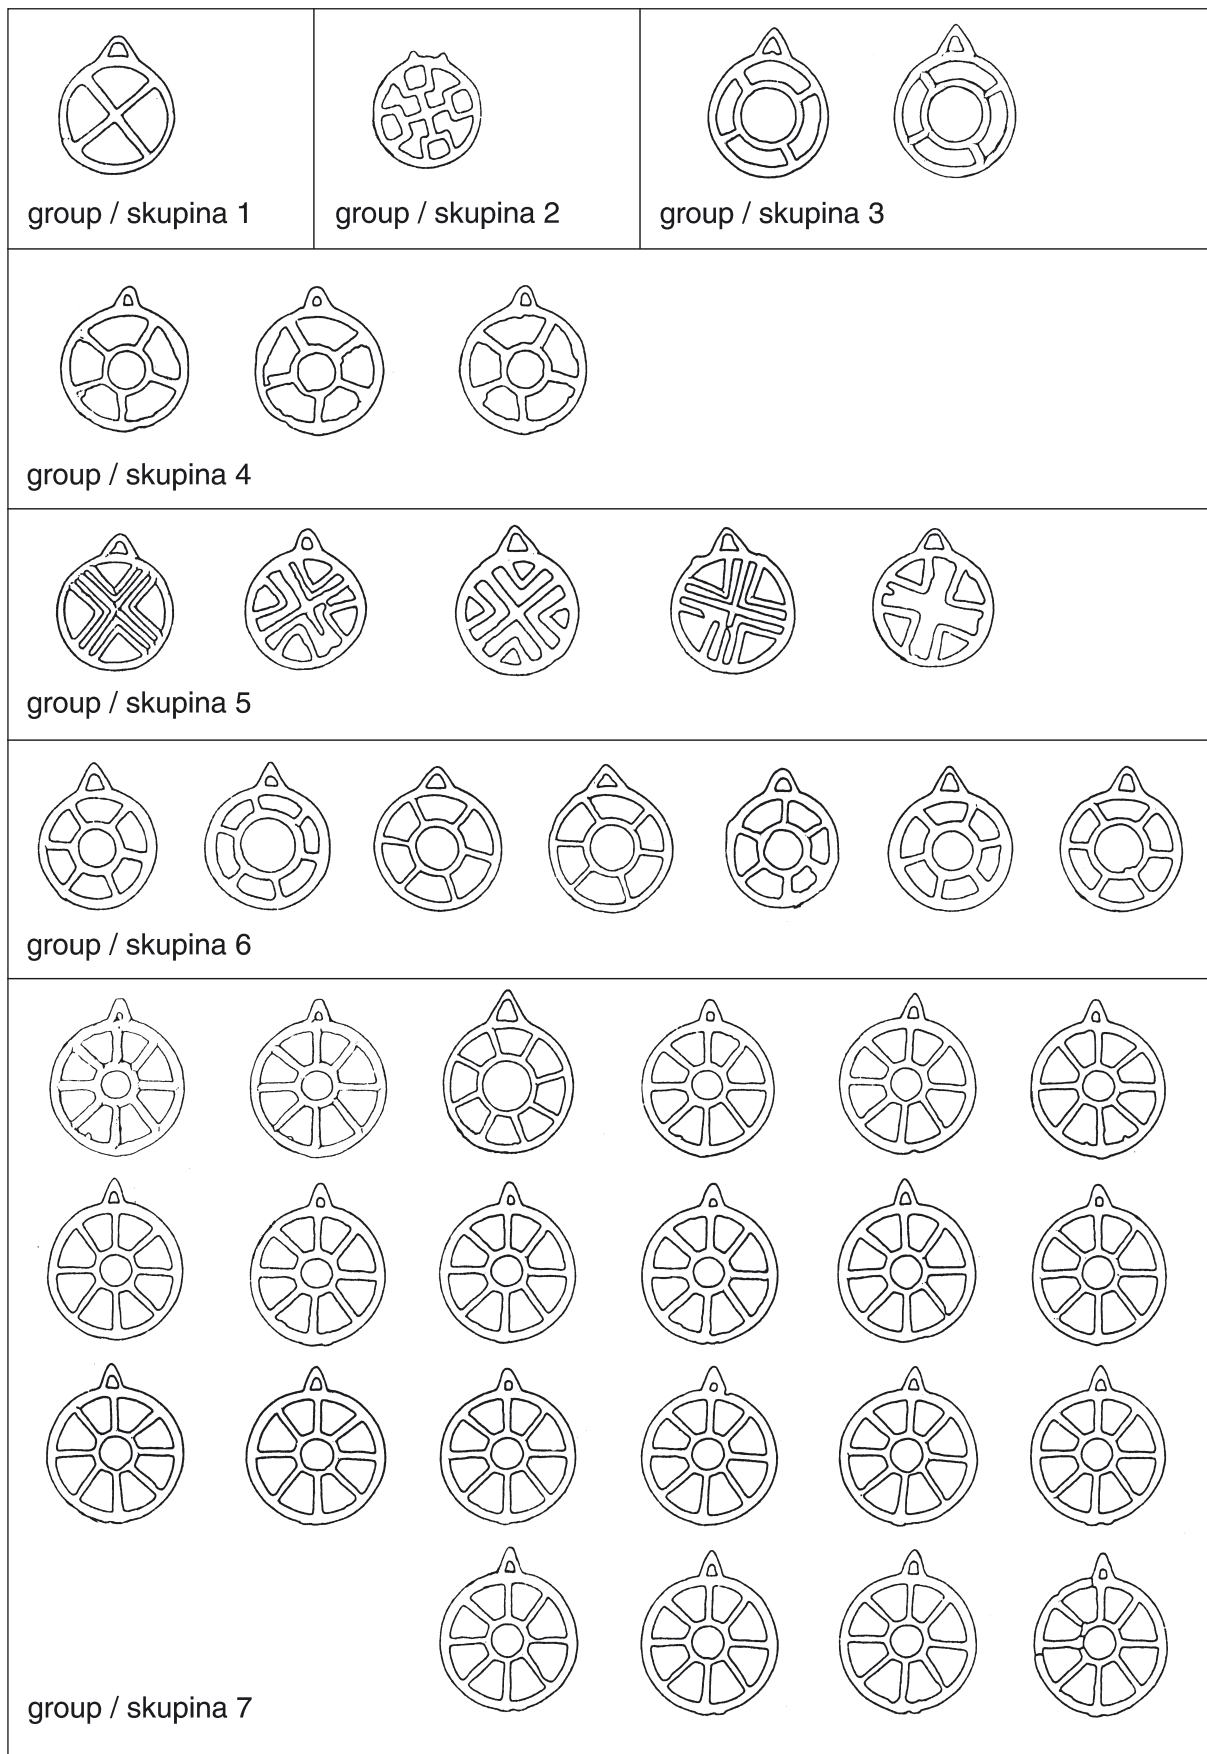 group / skupina 1
group / skupina 2
group / skupina 3
group / skupina 4
group / skupina 5
group / skupina 6
group / skupina 7